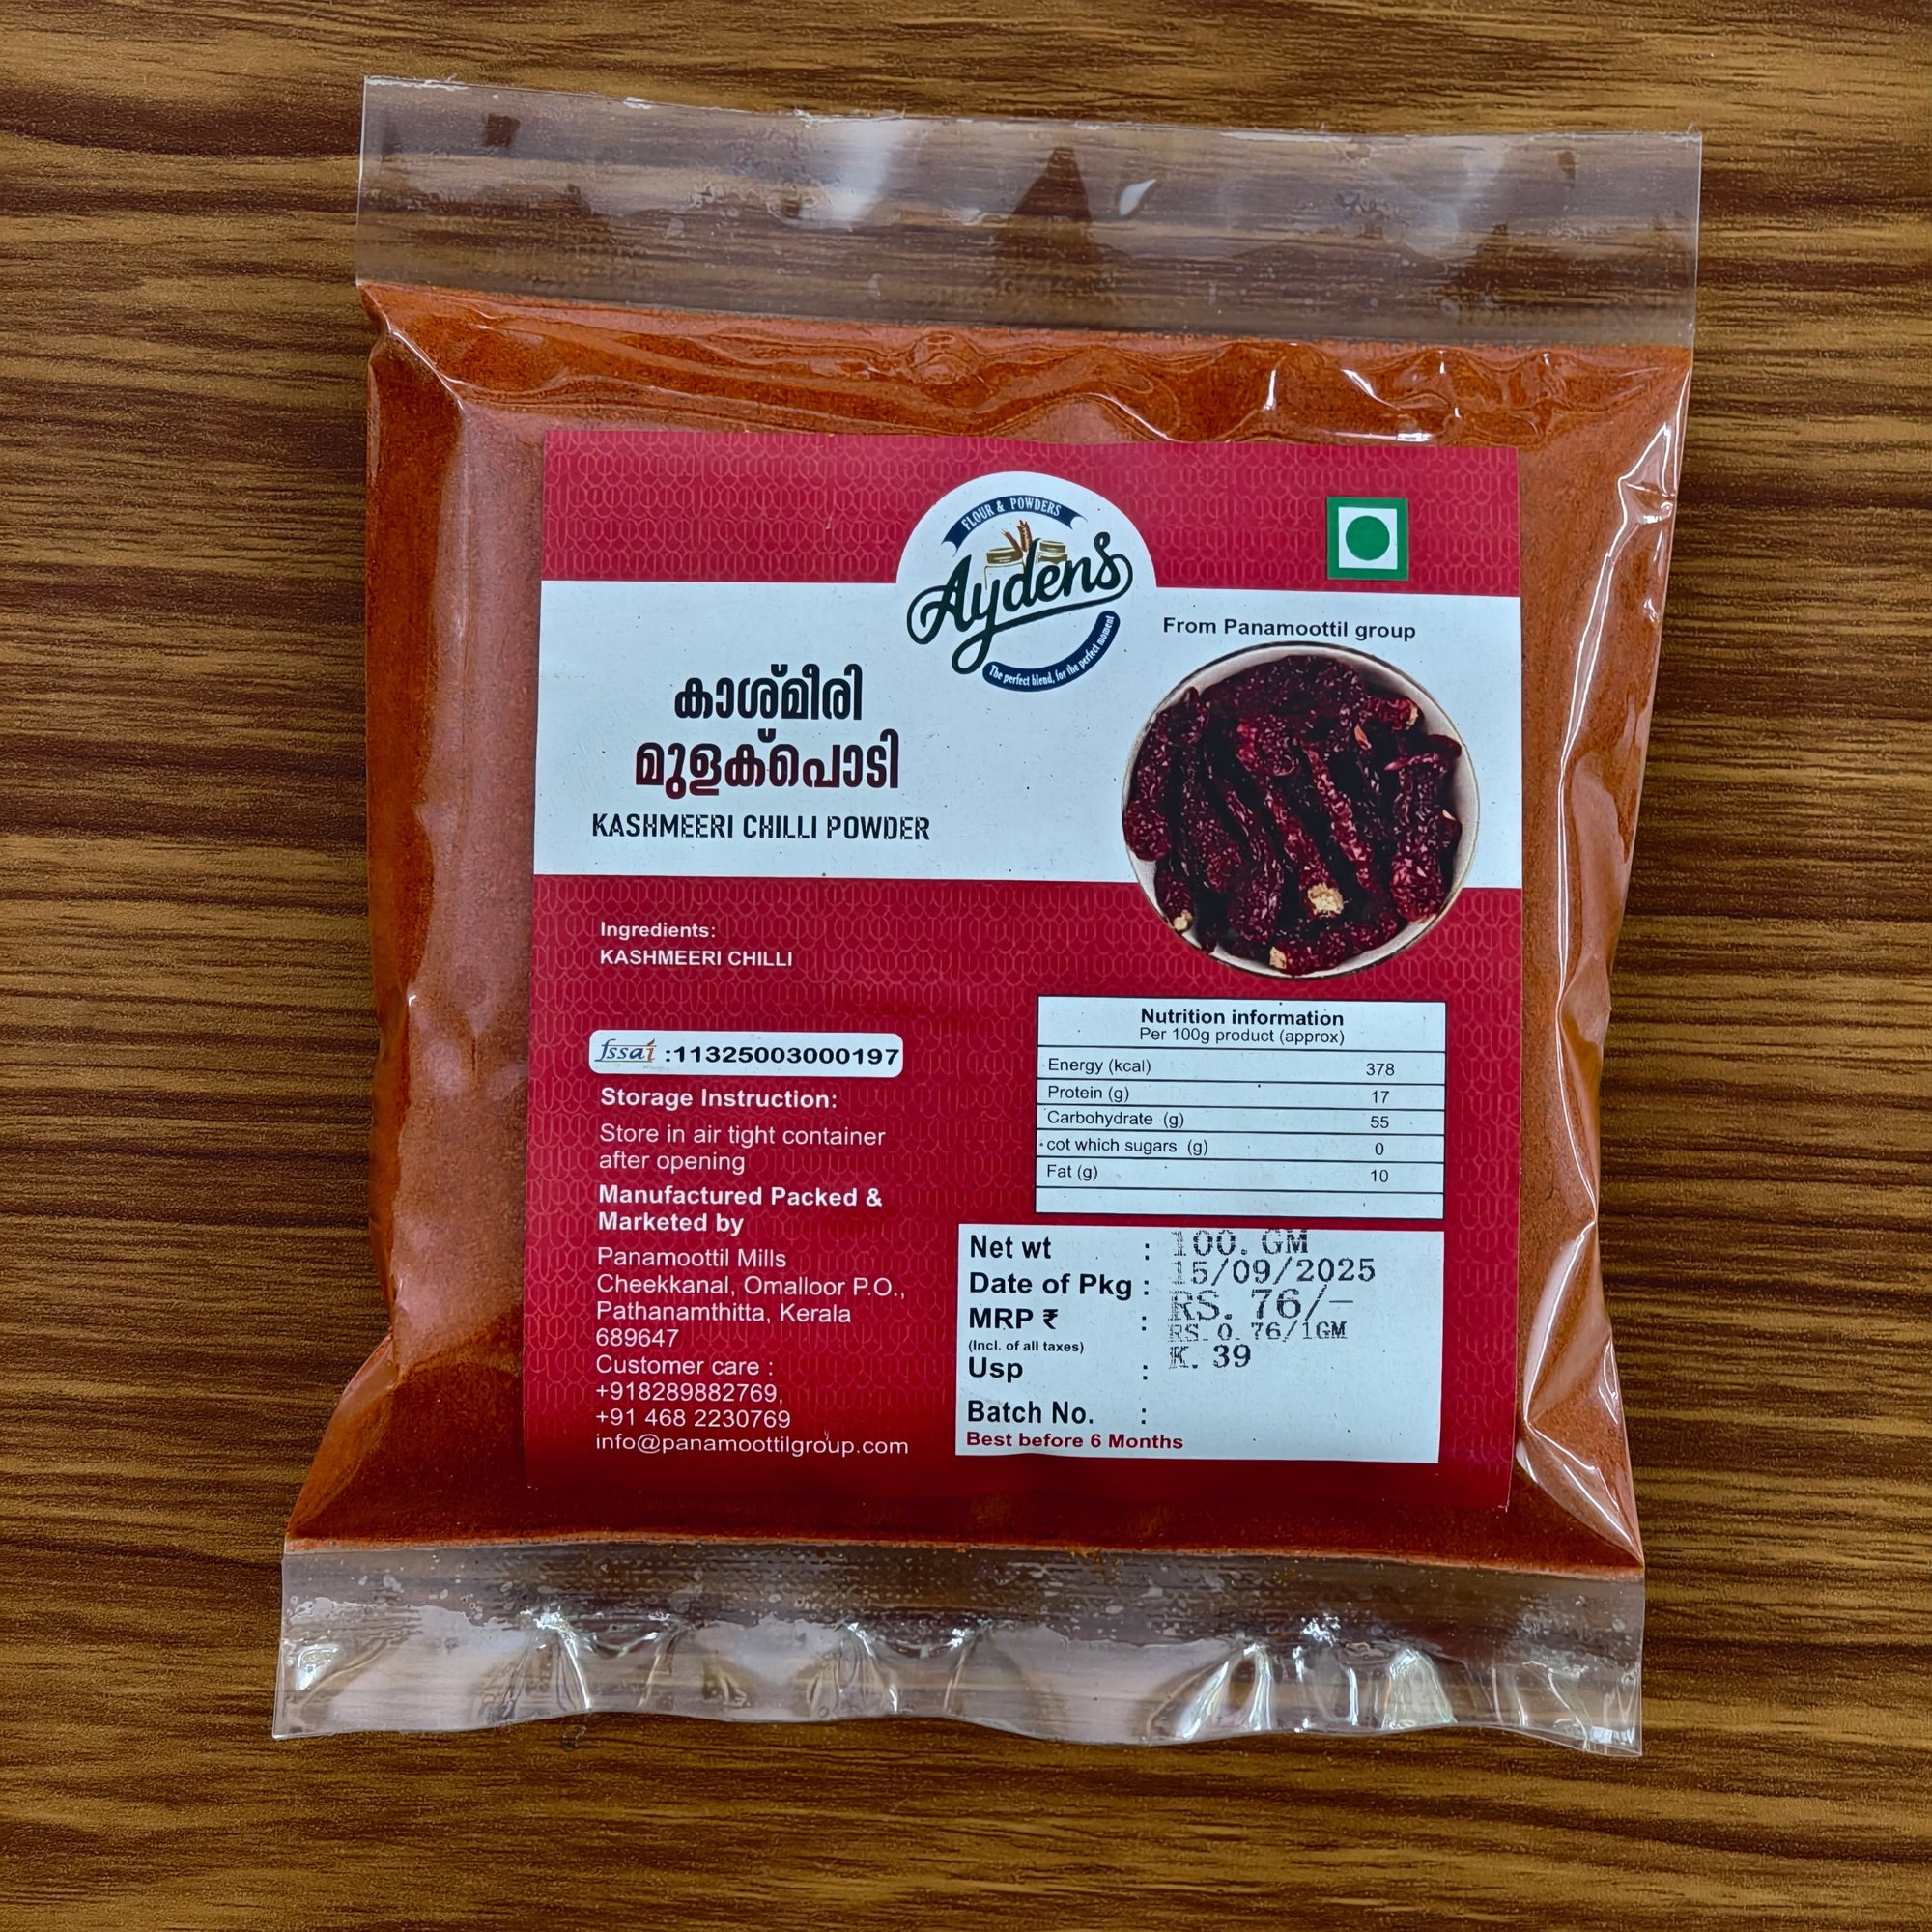 FLOUR & POWDERS
Aydens
The perfect blend, for the perfect moment
From Panamoottil group
കാശ്മീരി
മുളക്പൊടി
KASHMEERI CHILLI POWDER
Ingredients:
KASHMEERI CHILLI
fssai :11325003000197
Storage Instruction:
Store in air tight container
after opening
Manufactured Packed &
Marketed by
Panamoottil Mills
Cheekkanal, Omalloor P.O.,
Pathanamthitta, Kerala
689647
Customer care :
+918289882769,
+91 468 2230769
info@panamoottilgroup.com
Nutrition information
Per 100g product (approx)
Energy (kcal) 378
Protein (g) 17
Carbohydrate (g) 55
cot which sugars (g) 0
Fat (g) 10
Net wt : 100. GM
Date of Pkg : 15/09/2025
MRP ₹ : RS. 76/-
(Incl. of all taxes) RS. 0. 76/1GM
Usp : K. 39
Batch No. :
Best before 6 Months